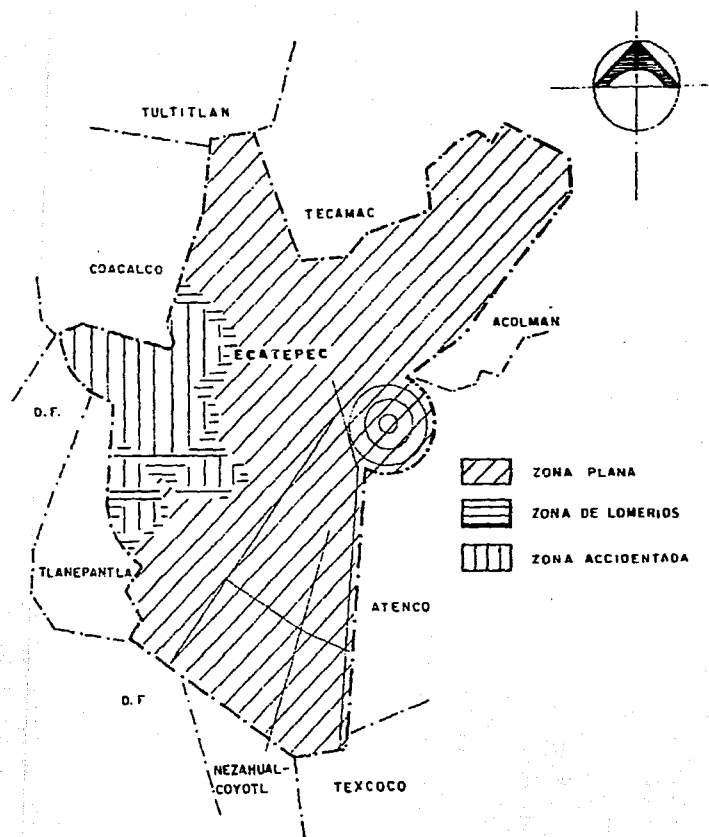 TULTITLAN
TECAMAC
COACALCO
ACOLMAN
ECATEPEC
D.F.
ZONA PLANA
ZONA DE LOMERIOS
ZONA ACCIDENTADA
TLANEPANTLA
ATENCO
D.F
NEZAHUAL-
COYOTL
TEXCOCO